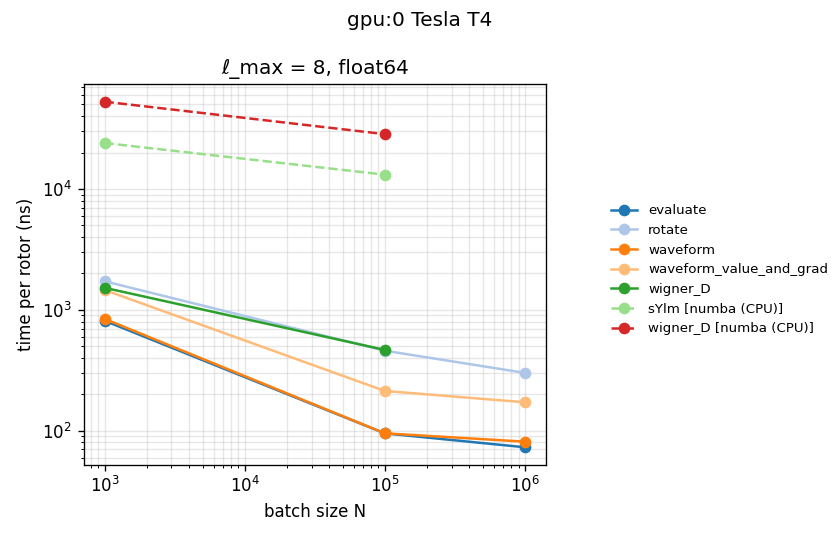 gpu:0 Tesla T4
ℓ_max = 8, float64
time per rotor (ns)
10⁴
10³
10²
10³
10⁴
10⁵
10⁶
batch size N
evaluate
rotate
waveform
waveform_value_and_grad
wigner_D
sYlm [numba (CPU)]
wigner_D [numba (CPU)]